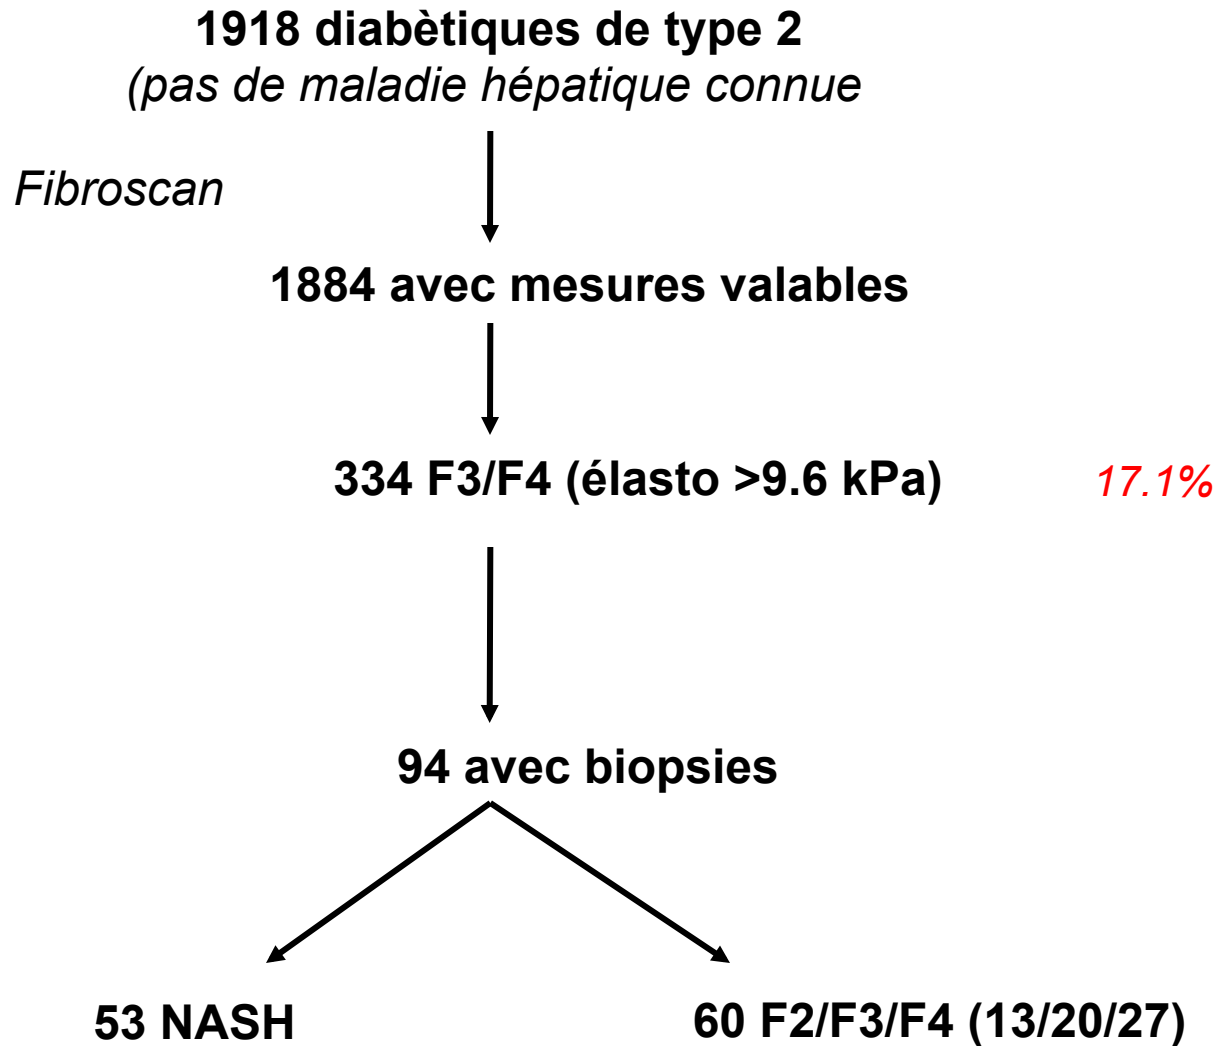 1918 diabètiques de type 2
(pas de maladie hépatique connue
Fibroscan
1884 avec mesures valables
334 F3/F4 (élasto >9.6 kPa)
17.1%
94 avec biopsies
53 NASH
60 F2/F3/F4 (13/20/27)